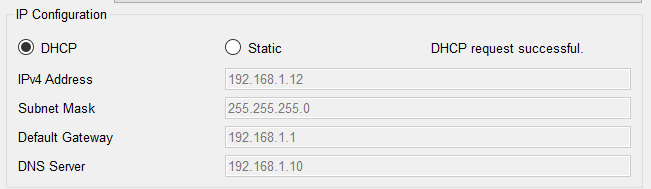 IP Configuration
DHCP Static DHCP request successful.
IPv4 Address 192.168.1.12
Subnet Mask 255.255.255.0
Default Gateway 192.168.1.1
DNS Server 192.168.1.10